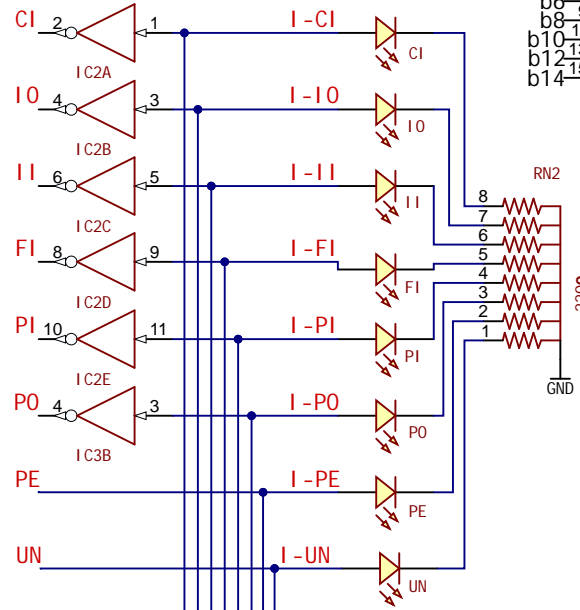 b8
b10
b12
b14
CI 2 1 I-CI CI
IC2A
IO 4 3 I-IO IO
IC2B
II 6 5 I-II II
IC2C
FI 8 9 I-FI FI
IC2D
PI 10 11 I-PI PI
IC2E
PO 4 3 I-PO PO
IC3B
PE I-PE PE
UN I-UN UN
RN2
8
7
6
5
4
3
2
1
GND